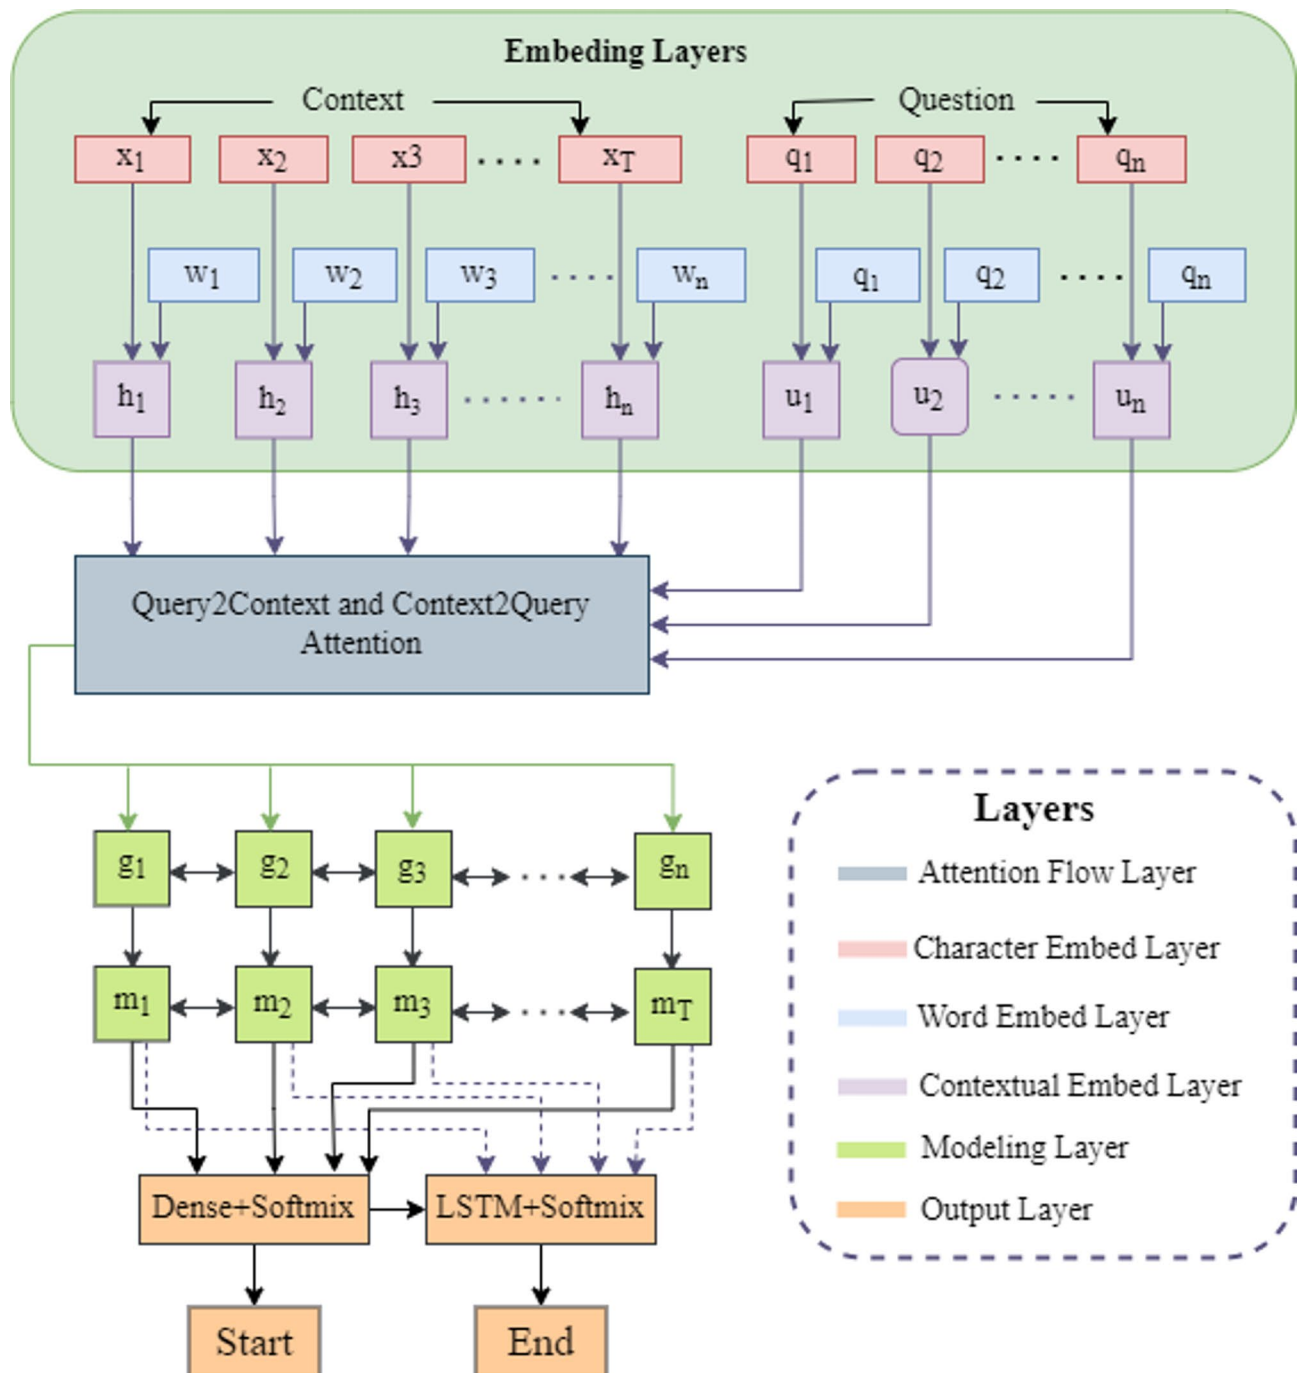 Embeding Layers
Context Question
x1 x2 x3 .... xT q1 q2 .... qn
w1 w2 w3 .... wn q1 q2 .... qn
h1 h2 h3 ...... hn u1 u2 ..... un
Query2Context and Context2Query
Attention
g1 g2 g3 ... gn
m1 m2 m3 ... mT
Dense+Softmix LSTM+Softmix
Start End
Layers
Attention Flow Layer
Character Embed Layer
Word Embed Layer
Contextual Embed Layer
Modeling Layer
Output Layer